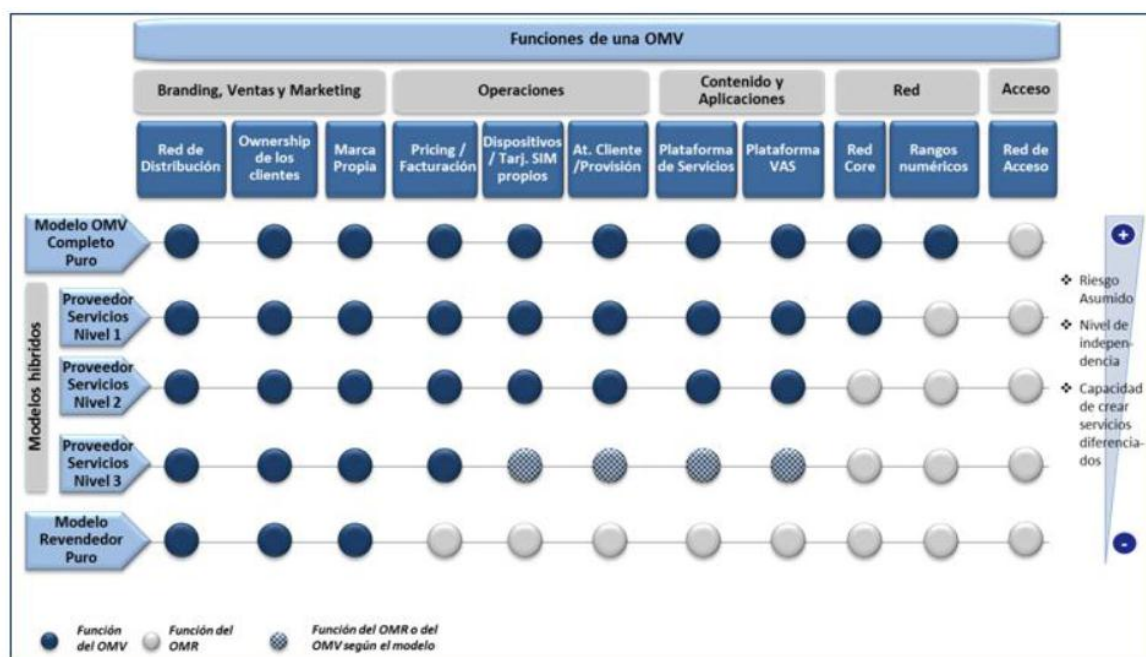 Funciones de una OMV
Branding, Ventas y Marketing
Operaciones
Contenido y
Aplicaciones
Red
Acceso
Red de
Distribución
Ownership
de los
clientes
Marca
Propia
Pricing /
Facturación
Dispositivos
/ Tarj. SIM
propios
At. Cliente
/Provisión
Plataforma
de Servicios
Plataforma
VAS
Red
Core
Rangos
numéricos
Red de
Acceso
Modelo OMV
Completo
Puro
Modelos híbridos
Proveedor
Servicios
Nivel 1
Proveedor
Servicios
Nivel 2
Proveedor
Servicios
Nivel 3
Modelo
Revendedor
Puro
+
❖ Riesgo
Asumido
❖ Nivel de
indepen-
dencia
❖ Capacidad
de crear
servicios
diferencia-
dos
-
Función
del OMV
Función del
OMR
Función del OMR o del
OMV según el modelo